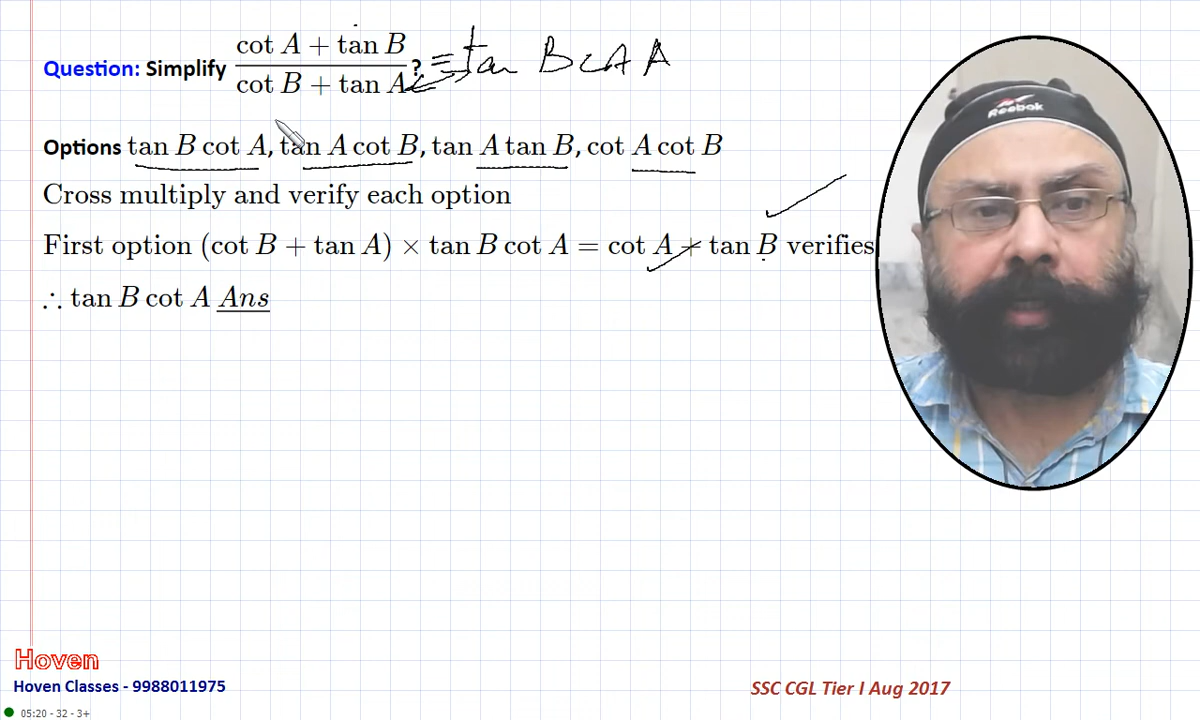 Question: Simplify (cot A + tan B)/(cot B + tan A)? = tan B cot A
Options tan B cot A, tan A cot B, tan A tan B, cot A cot B
Cross multiply and verify each option
First option (cot B + tan A) × tan B cot A = cot A + tan B verifies
∴ tan B cot A Ans
Reebok
Hoven
Hoven Classes - 9988011975
SSC CGL Tier I Aug 2017
05:20 - 32 - 3+